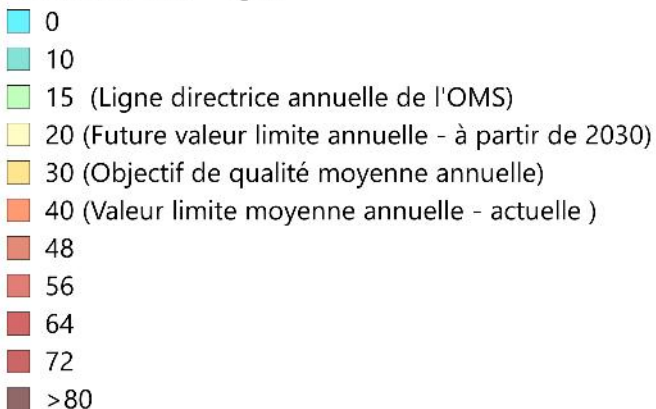 0
10
15 (Ligne directrice annuelle de l'OMS)
20 (Future valeur limite annuelle - à partir de 2030)
30 (Objectif de qualité moyenne annuelle)
40 (Valeur limite moyenne annuelle - actuelle )
48
56
64
72
>80